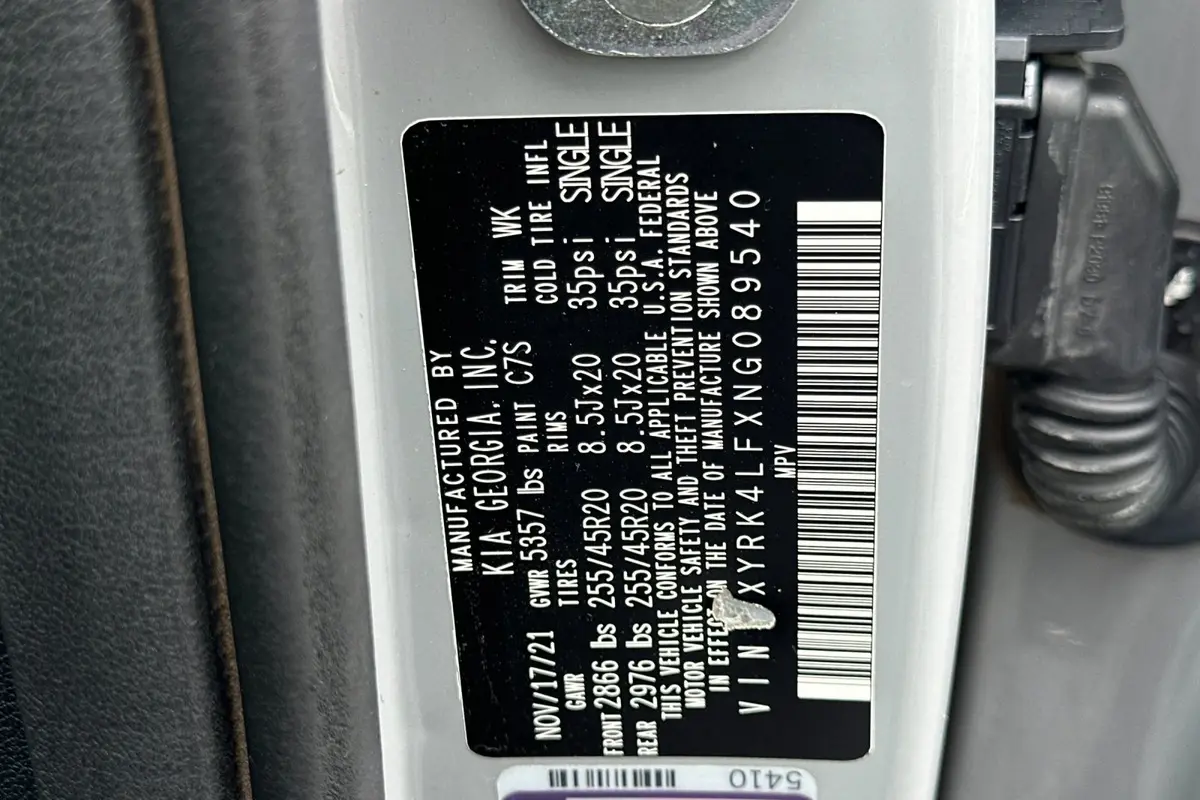 MANUFACTURED BY
KIA GEORGIA, INC.
NOV/17/21 GVWR 5357 lbs PAINT C7S TRIM WK
GAWR TIRES RIMS COLD TIRE INFL
FRONT 2866 lbs 255/45R20 8.5Jx20 35psi SINGLE
REAR 2976 lbs 255/45R20 8.5Jx20 35psi SINGLE
THIS VEHICLE CONFORMS TO ALL APPLICABLE U.S.A. FEDERAL
MOTOR VEHICLE SAFETY AND THEFT PREVENTION STANDARDS
IN EFFECT ON THE DATE OF MANUFACTURE SHOWN ABOVE
VIN XYRK4LFXNG089540
MPV
5410